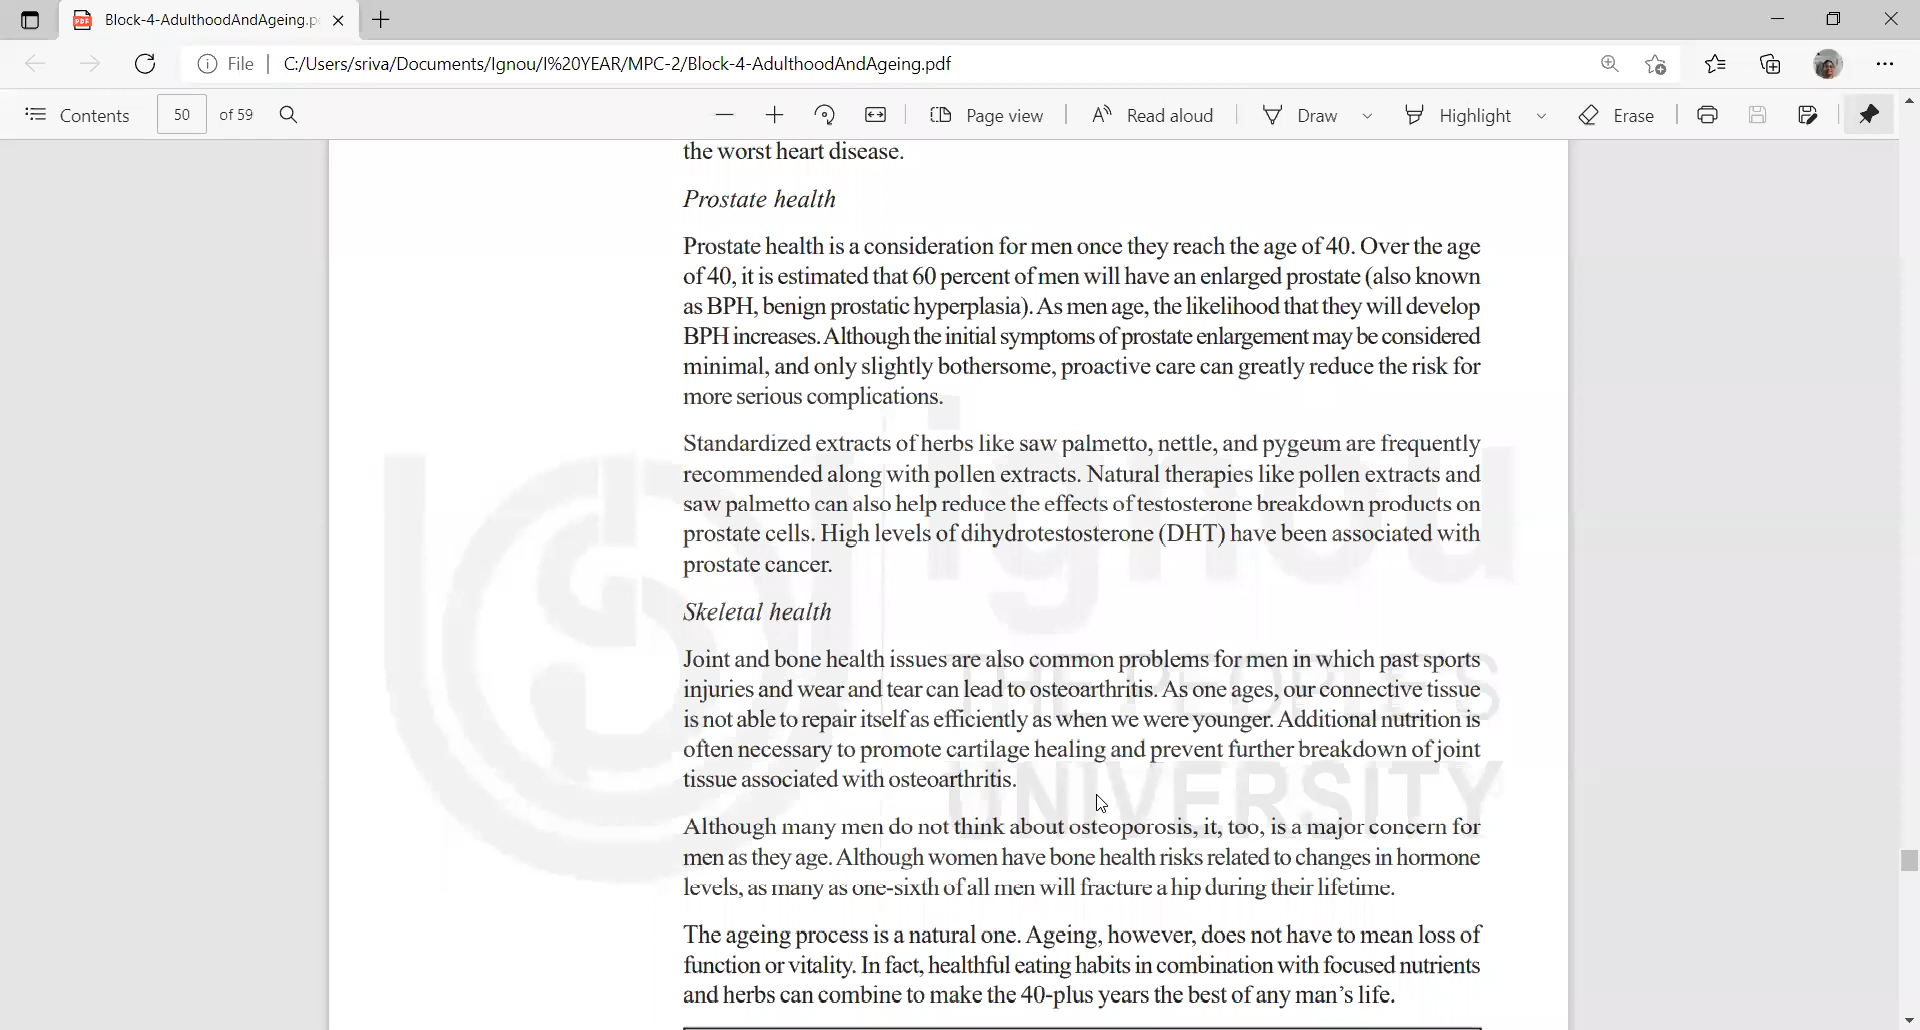 Block-4-AdulthoodAndAgeing.p
File
C:/Users/sriva/Documents/Ignou/I%20YEAR/MPC-2/Block-4-AdulthoodAndAgeing.pdf
Contents
50
of 59
Page view
Read aloud
Draw
Highlight
Erase
the worst heart disease.
Prostate health
Prostate health is a consideration for men once they reach the age of 40. Over the age
of 40, it is estimated that 60 percent of men will have an enlarged prostate (also known
as BPH, benign prostatic hyperplasia). As men age, the likelihood that they will develop
BPH increases. Although the initial symptoms of prostate enlargement may be considered
minimal, and only slightly bothersome, proactive care can greatly reduce the risk for
more serious complications.
Standardized extracts of herbs like saw palmetto, nettle, and pygeum are frequently
recommended along with pollen extracts. Natural therapies like pollen extracts and
saw palmetto can also help reduce the effects of testosterone breakdown products on
prostate cells. High levels of dihydrotestosterone (DHT) have been associated with
prostate cancer.
Skeletal health
Joint and bone health issues are also common problems for men in which past sports
injuries and wear and tear can lead to osteoarthritis. As one ages, our connective tissue
is not able to repair itself as efficiently as when we were younger. Additional nutrition is
often necessary to promote cartilage healing and prevent further breakdown of joint
tissue associated with osteoarthritis.
Although many men do not think about osteoporosis, it, too, is a major concern for
men as they age. Although women have bone health risks related to changes in hormone
levels, as many as one-sixth of all men will fracture a hip during their lifetime.
The ageing process is a natural one. Ageing, however, does not have to mean loss of
function or vitality. In fact, healthful eating habits in combination with focused nutrients
and herbs can combine to make the 40-plus years the best of any man's life.
ignou
THE PEOPLE'S
UNIVERSITY